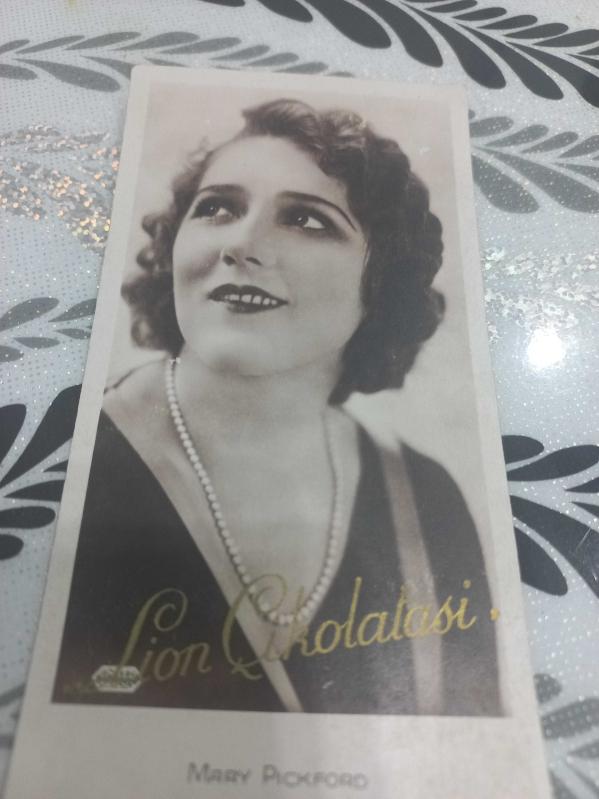 Lion Çikolatası.
MARY PICKFORD